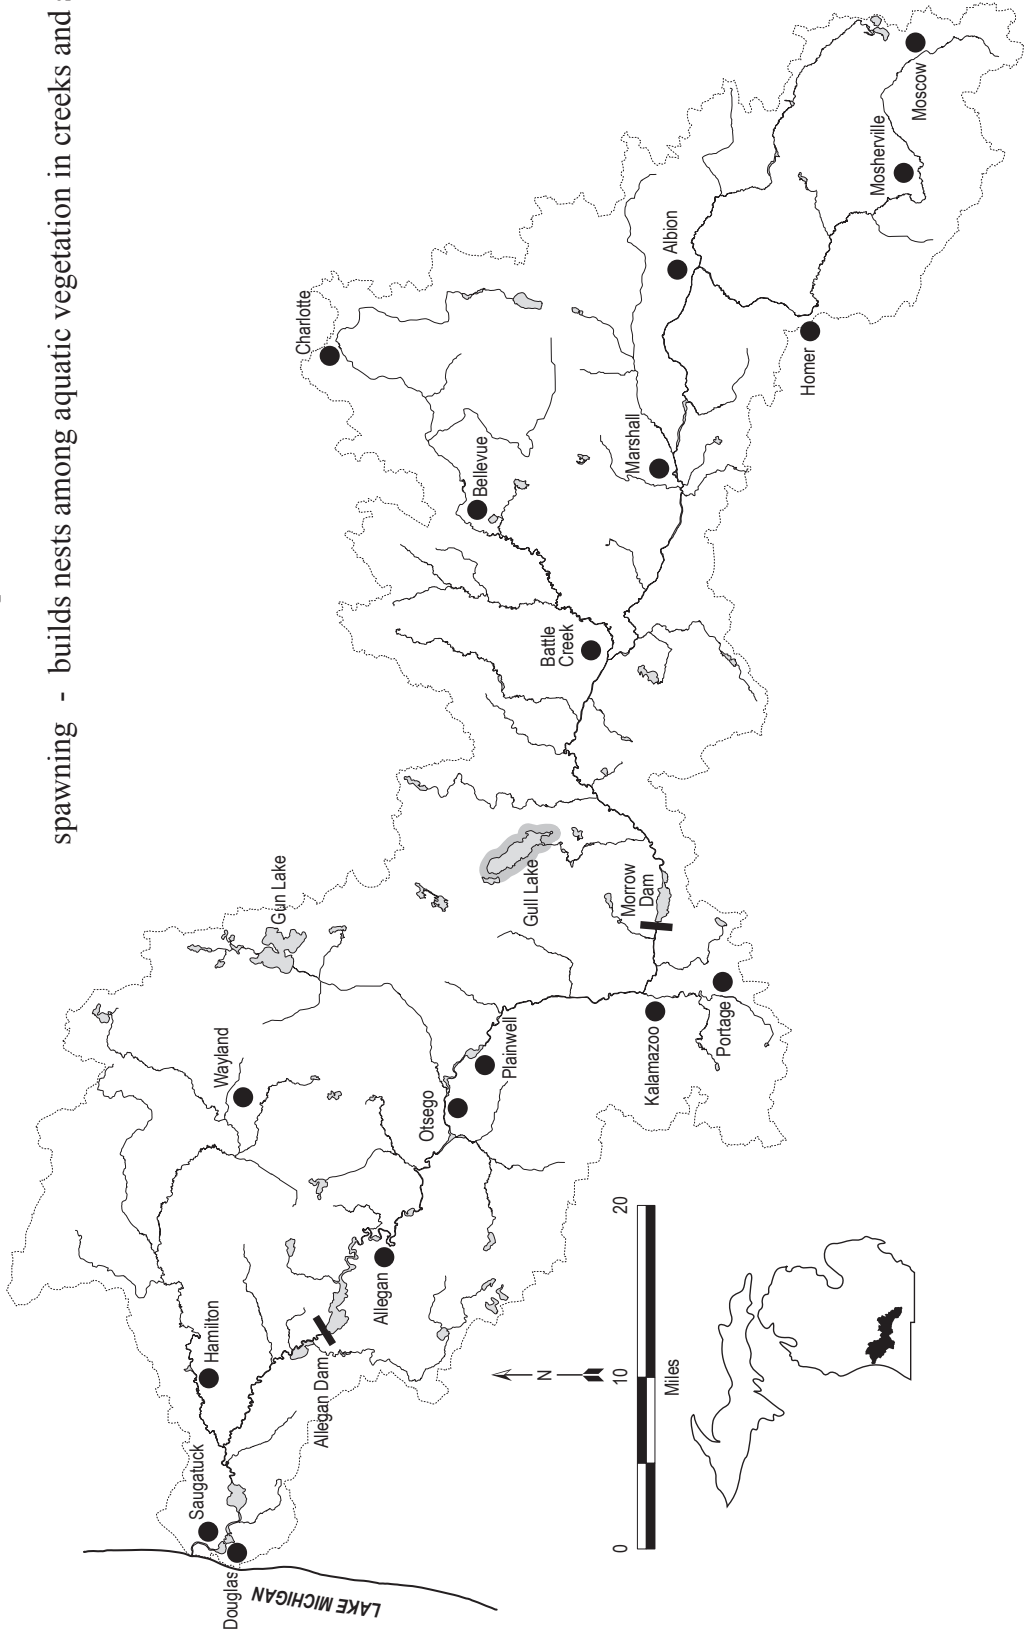 spawning - builds nests among aquatic vegetation in creeks and
Charlotte
Bellevue
Battle
Creek
Marshall
Albion
Homer
Mosherville
Moscow
Gun Lake
Gull Lake
Morrow
Dam
Wayland
Plainwell
Otsego
Kalamazoo
Portage
Hamilton
Allegan
Allegan Dam
Saugatuck
Douglas
LAKE MICHIGAN
N
0 10 20
Miles